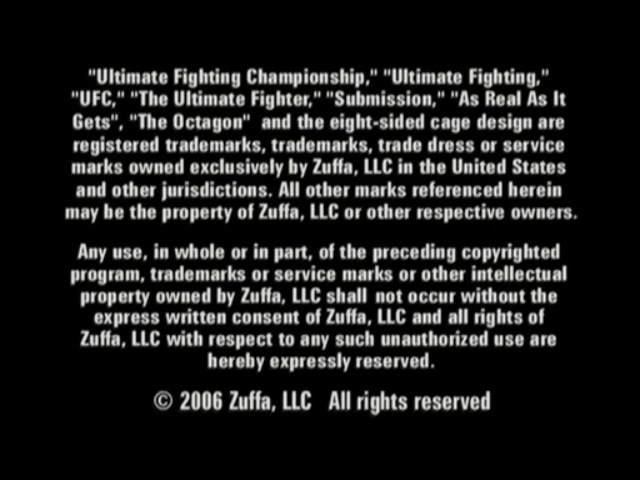 "Ultimate Fighting Championship," "Ultimate Fighting,"
"UFC," "The Ultimate Fighter," "Submission," "As Real As It
Gets", "The Octagon" and the eight-sided cage design are
registered trademarks, trademarks, trade dress or service
marks owned exclusively by Zuffa, LLC in the United States
and other jurisdictions. All other marks referenced herein
may be the property of Zuffa, LLC or other respective owners.
Any use, in whole or in part, of the preceding copyrighted
program, trademarks or service marks or other intellectual
property owned by Zuffa, LLC shall not occur without the
express written consent of Zuffa, LLC and all rights of
Zuffa, LLC with respect to any such unauthorized use are
hereby expressly reserved.
© 2006 Zuffa, LLC All rights reserved